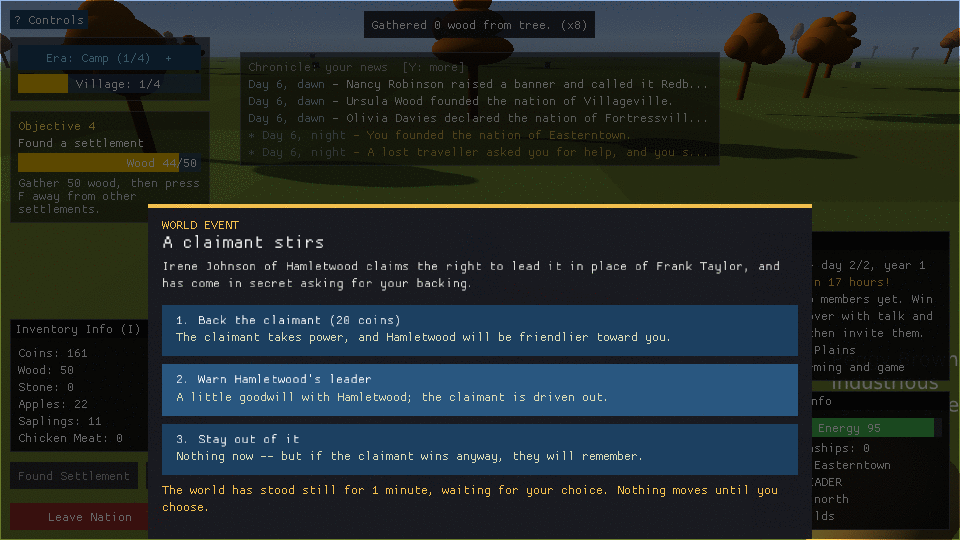 ? Controls
Gathered 0 wood from tree. (x8)
Era: Camp (1/4) +
Village: 1/4
Chronicle: your news [Y: more]
Day 6, dawn – Nancy Robinson raised a banner and called it Redb...
Day 6, dawn – Ursula Wood founded the nation of Villageville.
Day 6, dawn – Olivia Davies declared the nation of Fortressvill...
* Day 6, night – You founded the nation of Easterntown.
* Day 6, night – A lost traveller asked you for help, and you s...
Objective 4
Found a settlement
Wood 44/50
Gather 50 wood, then press
F away from other
settlements.
WORLD EVENT
A claimant stirs
Irene Johnson of Hamletwood claims the right to lead it in place of Frank Taylor, and
has come in secret asking for your backing.
1. Back the claimant (20 coins)
The claimant takes power, and Hamletwood will be friendlier toward you.
2. Warn Hamletwood's leader
A little goodwill with Hamletwood; the claimant is driven out.
3. Stay out of it
Nothing now -- but if the claimant wins anyway, they will remember.
The world has stood still for 1 minute, waiting for your choice. Nothing moves until you
choose.
Inventory Info (I)
Coins: 161
Wood: 50
Stone: 0
Apples: 22
Saplings: 11
Chicken Meat: 0
Found Settlement
Leave Nation
day 2/2, year 1
17 hours!
members yet. Win
over with talk and
then invite them.
Plains
game
Industrious
Energy 95
Easterntown
north